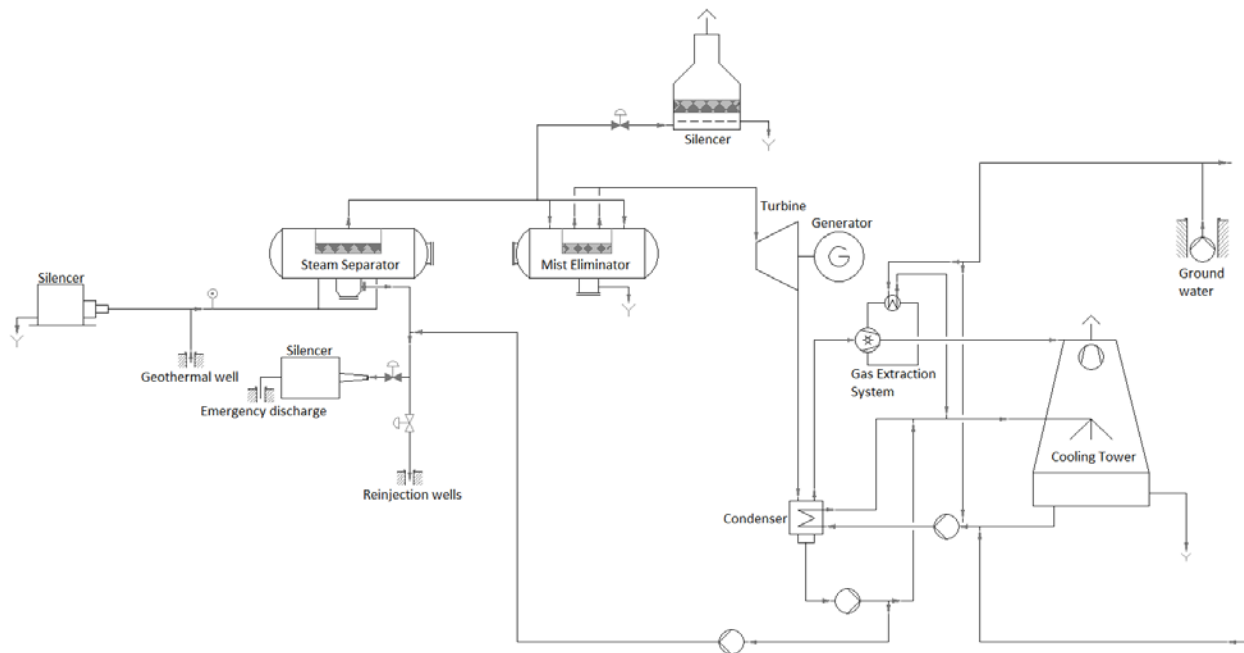 Silencer
Turbine
Generator
G
Steam Separator
Mist Eliminator
Silencer
Ground
water
Silencer
Geothermal well
Gas Extraction
System
Emergency discharge
Cooling Tower
Reinjection wells
Condenser